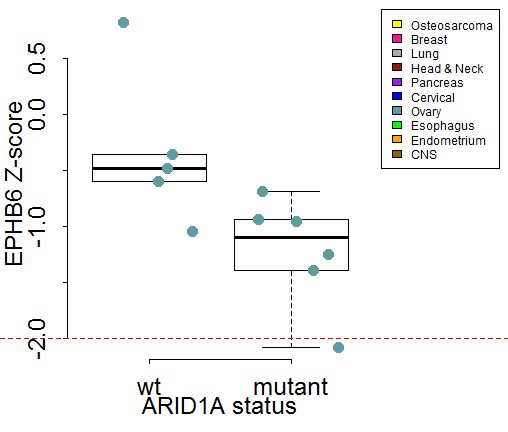 EPHB6 Z-score
0.5
0.0
-1.0
-2.0
wt mutant
ARID1A status
Osteosarcoma
Breast
Lung
Head & Neck
Pancreas
Cervical
Ovary
Esophagus
Endometrium
CNS